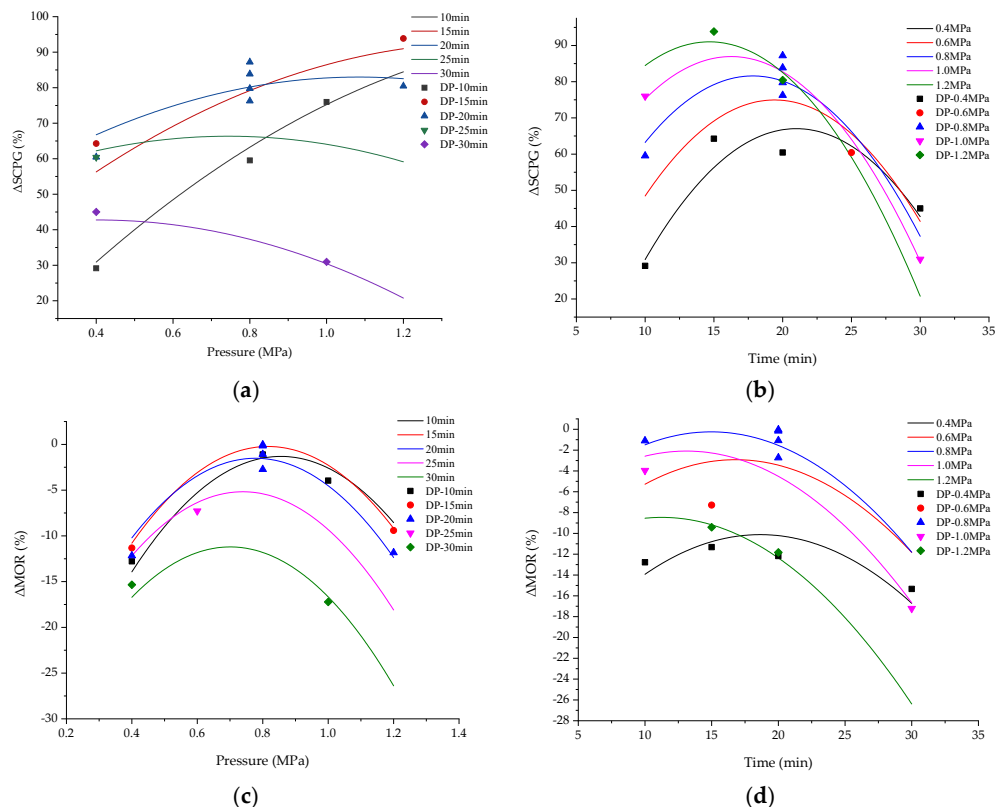 100
90
80
70
60
50
40
30
20
ΔSCPG (%)
0.4
0.6
0.8
1.0
1.2
Pressure (MPa)
10min
15min
20min
25min
30min
DP-10min
DP-15min
DP-20min
DP-25min
DP-30min
(a)
90
80
70
60
50
40
30
20
ΔSCPG (%)
5
10
15
20
25
30
35
Time (min)
0.4MPa
0.6MPa
0.8MPa
1.0MPa
1.2MPa
DP-0.4MPa
DP-0.6MPa
DP-0.8MPa
DP-1.0MPa
DP-1.2MPa
(b)
0
-5
-10
-15
-20
-25
-30
ΔMOR (%)
0.2
0.4
0.6
0.8
1.0
1.2
1.4
Pressure (MPa)
10min
15min
20min
25min
30min
DP-10min
DP-15min
DP-20min
DP-25min
DP-30min
(c)
0
-2
-4
-6
-8
-10
-12
-14
-16
-18
-20
-22
-24
-26
-28
ΔMOR (%)
5
10
15
20
25
30
35
Time (min)
0.4MPa
0.6MPa
0.8MPa
1.0MPa
1.2MPa
DP-0.4MPa
DP-0.6MPa
DP-0.8MPa
DP-1.0MPa
DP-1.2MPa
(d)